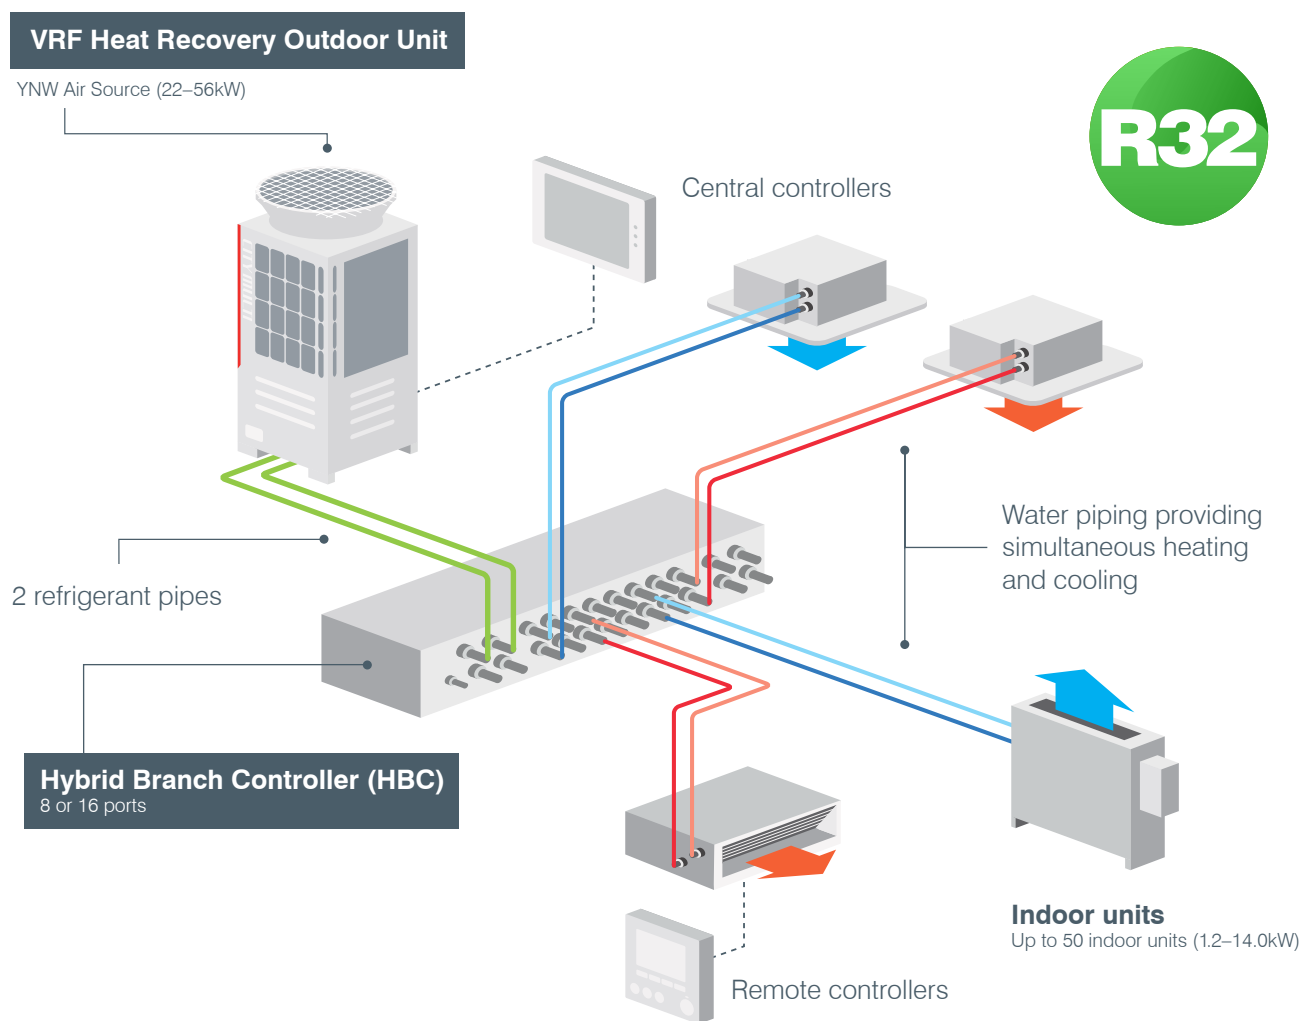 VRF Heat Recovery Outdoor Unit
YNW Air Source (22–56kW)
R32
Central controllers
Water piping providing
simultaneous heating
and cooling
2 refrigerant pipes
Hybrid Branch Controller (HBC)
8 or 16 ports
Indoor units
Up to 50 indoor units (1.2–14.0kW)
Remote controllers